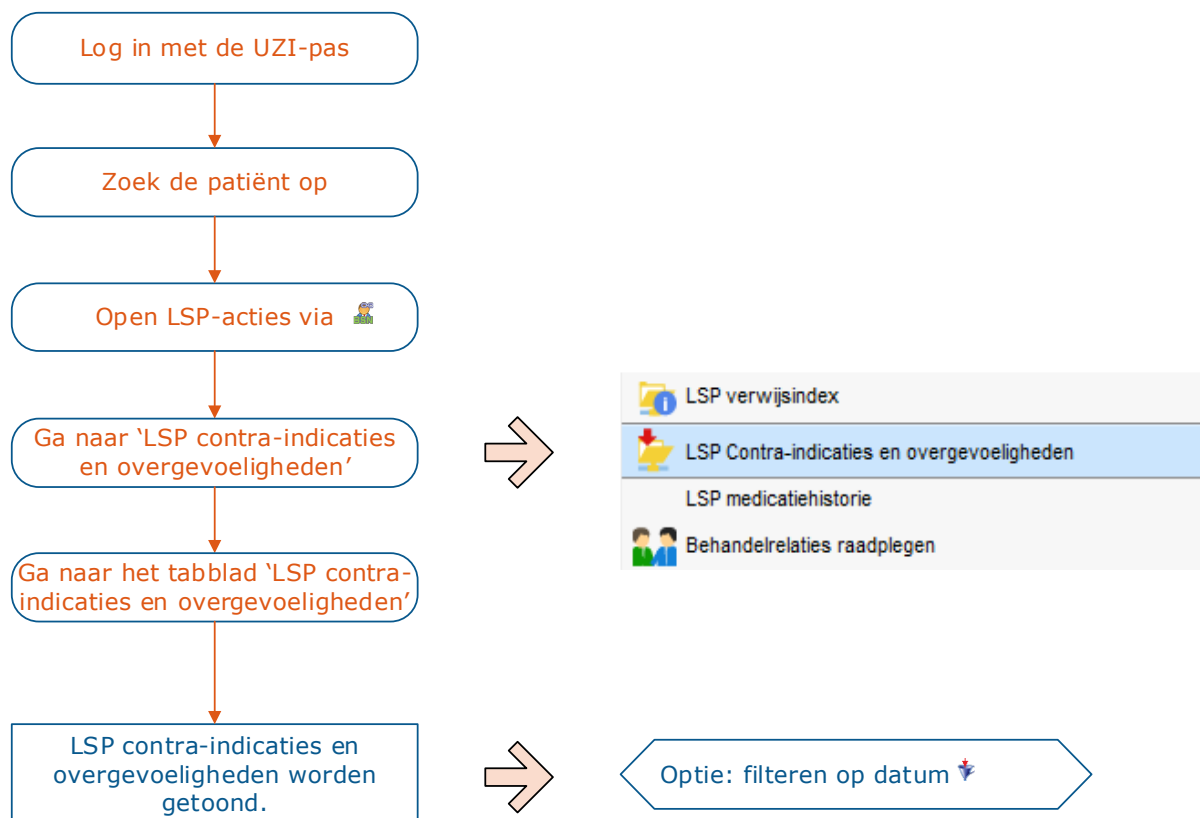 Log in met de UZI-pas
Zoek de patiënt op
Open LSP-acties via
BSN
Ga naar ‘LSP contra-indicaties
en overgevoeligheden’
LSP verwijsindex
LSP Contra-indicaties en overgevoeligheden
LSP medicatiehistorie
Behandelrelaties raadplegen
Ga naar het tabblad ‘LSP contra-
indicaties en overgevoeligheden’
LSP contra-indicaties en
overgevoeligheden worden
getoond.
Optie: filteren op datum